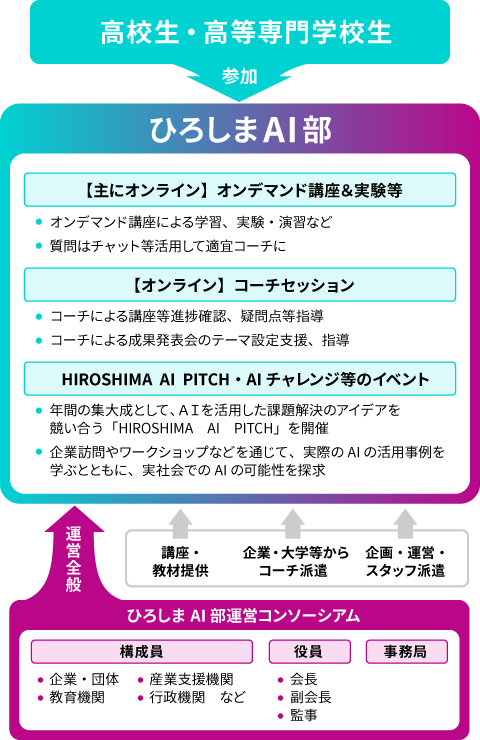 高校生・高等専門学校生
参加
ひろしまAI部
【主にオンライン】オンデマンド講座&実験等
● オンデマンド講座による学習、実験・演習など
● 質問はチャット等活用して適宜コーチに
【オンライン】コーチセッション
● コーチによる講座等進捗確認、疑問点等指導
● コーチによる成果発表会のテーマ設定支援、指導
HIROSHIMA AI PITCH・AIチャレンジ等のイベント
● 年間の集大成として、AIを活用した課題解決のアイデアを
競い合う「HIROSHIMA AI PITCH」を開催
● 企業訪問やワークショップなどを通じて、実際のAIの活用事例を
学ぶとともに、実社会でのAIの可能性を探求
運営全般
講座・
教材提供
企業・大学等から
コーチ派遣
企画・運営・
スタッフ派遣
ひろしまAI部運営コンソーシアム
構成員
● 企業・団体 ● 産業支援機関
● 教育機関 ● 行政機関 など
役員
● 会長
● 副会長
● 監事
事務局